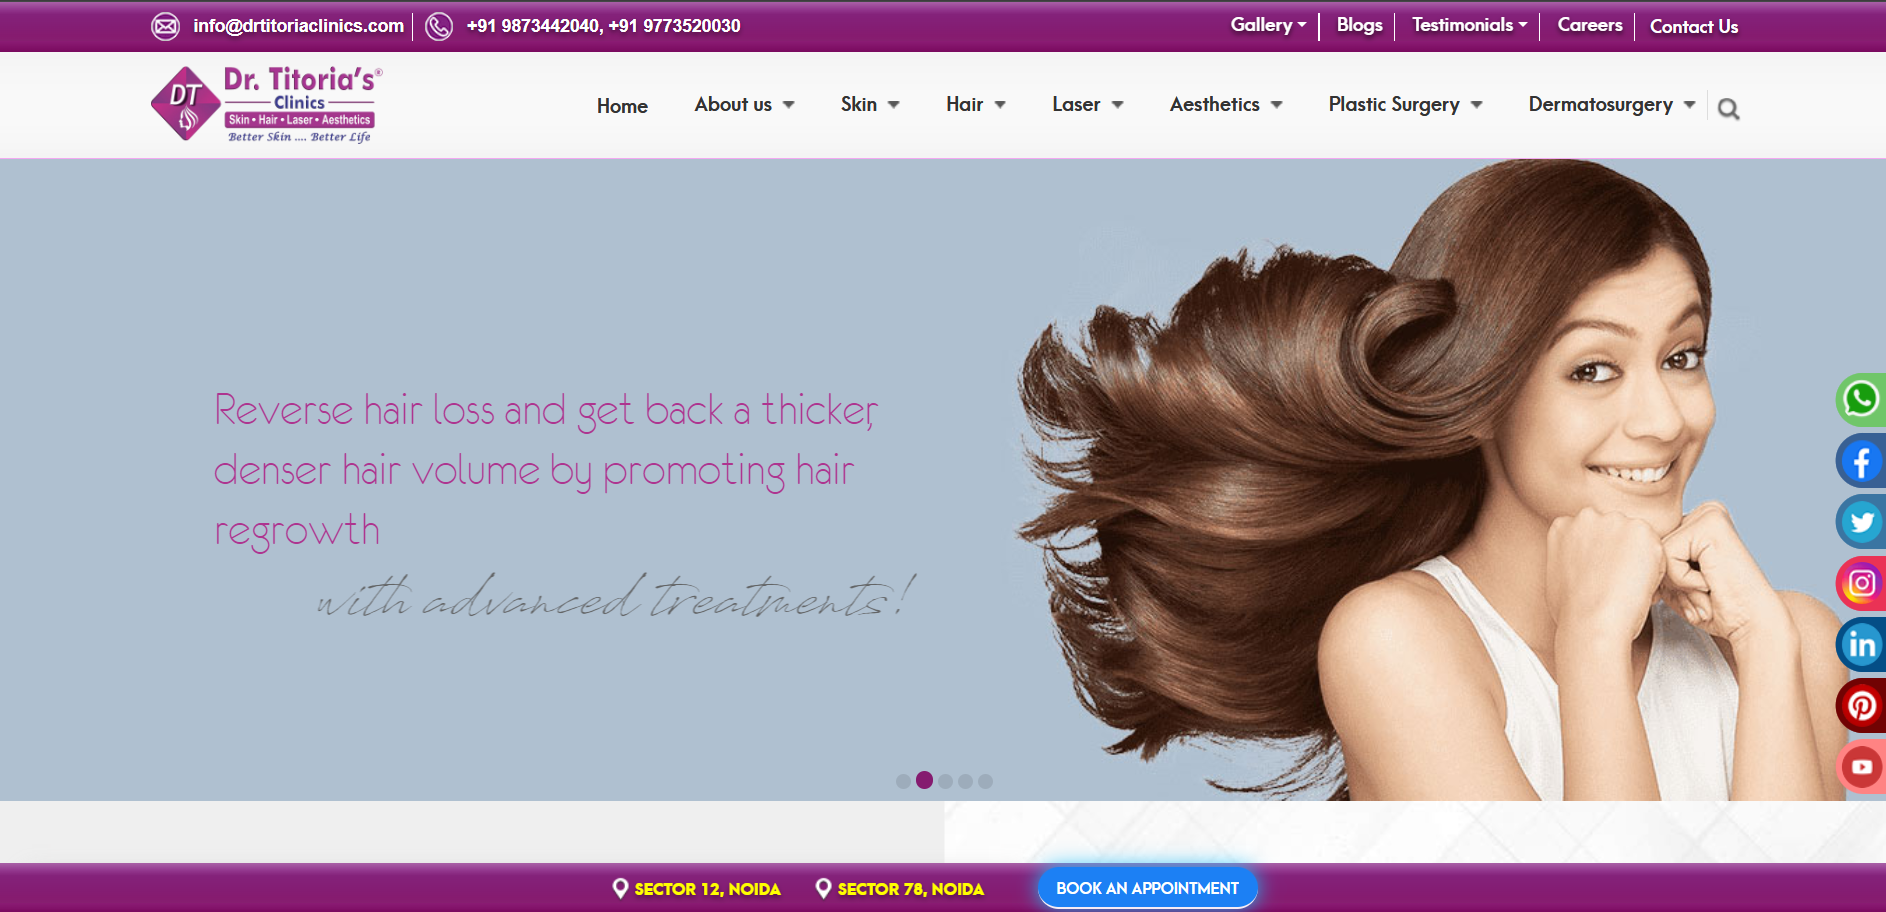 info@drtitoriaclinics.com
+91 9873442040, +91 9773520030
Gallery
Blogs
Testimonials
Careers
Contact Us
DT
Dr. Titoria's®
Clinics
Skin • Hair • Laser • Aesthetics
Better Skin .... Better Life
Home
About us
Skin
Hair
Laser
Aesthetics
Plastic Surgery
Dermatosurgery
Reverse hair loss and get back a thicker,
denser hair volume by promoting hair
regrowth
with advanced treatments!
SECTOR 12, NOIDA
SECTOR 78, NOIDA
BOOK AN APPOINTMENT